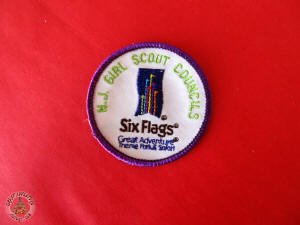 N.J. GIRL SCOUT COUNCILS
Six Flags®
Great Adventure®
Theme Park & Safari